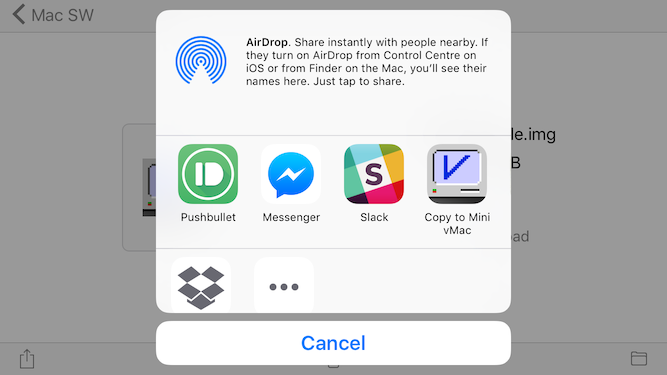 Mac SW
AirDrop. Share instantly with people nearby. If
they turn on AirDrop from Control Centre on
iOS or from Finder on the Mac, you'll see their
names here. Just tap to share.
le.img
B
Pushbullet
Messenger
S
Slack
Copy to Mini
vMac
ad
Cancel